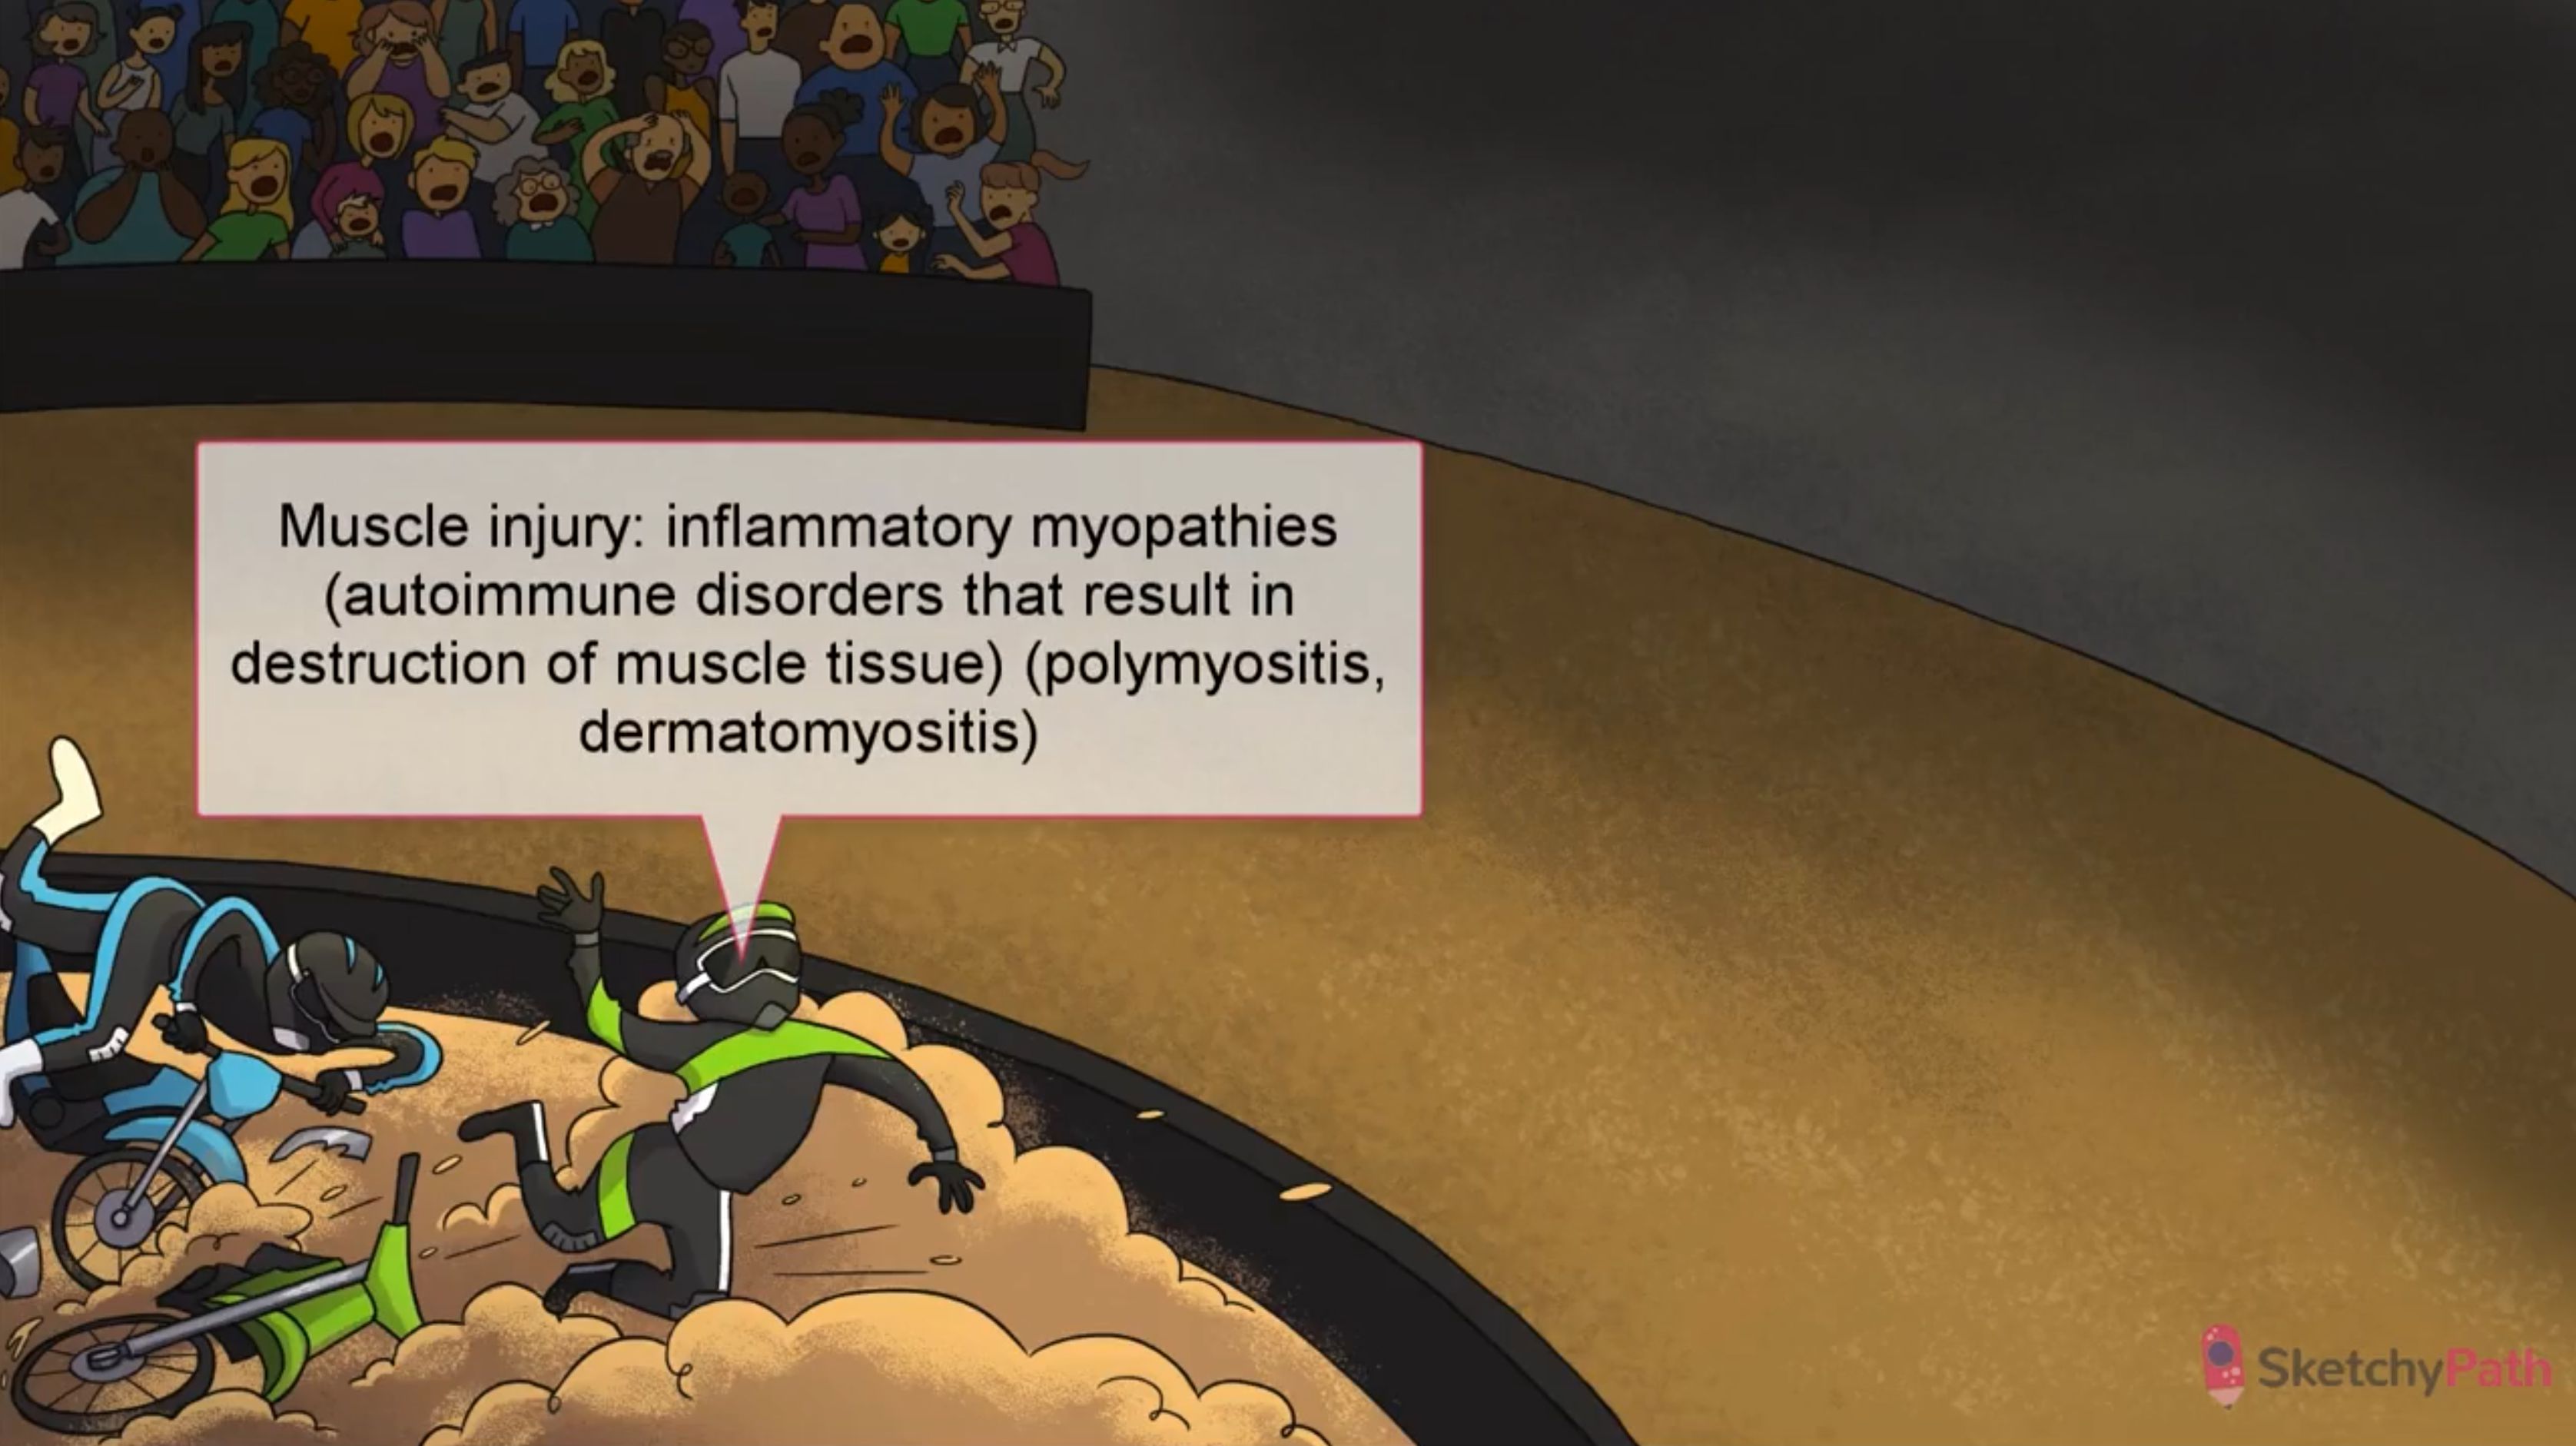 Muscle injury: inflammatory myopathies
(autoimmune disorders that result in
destruction of muscle tissue) (polymyositis,
dermatomyositis)
SketchyPath